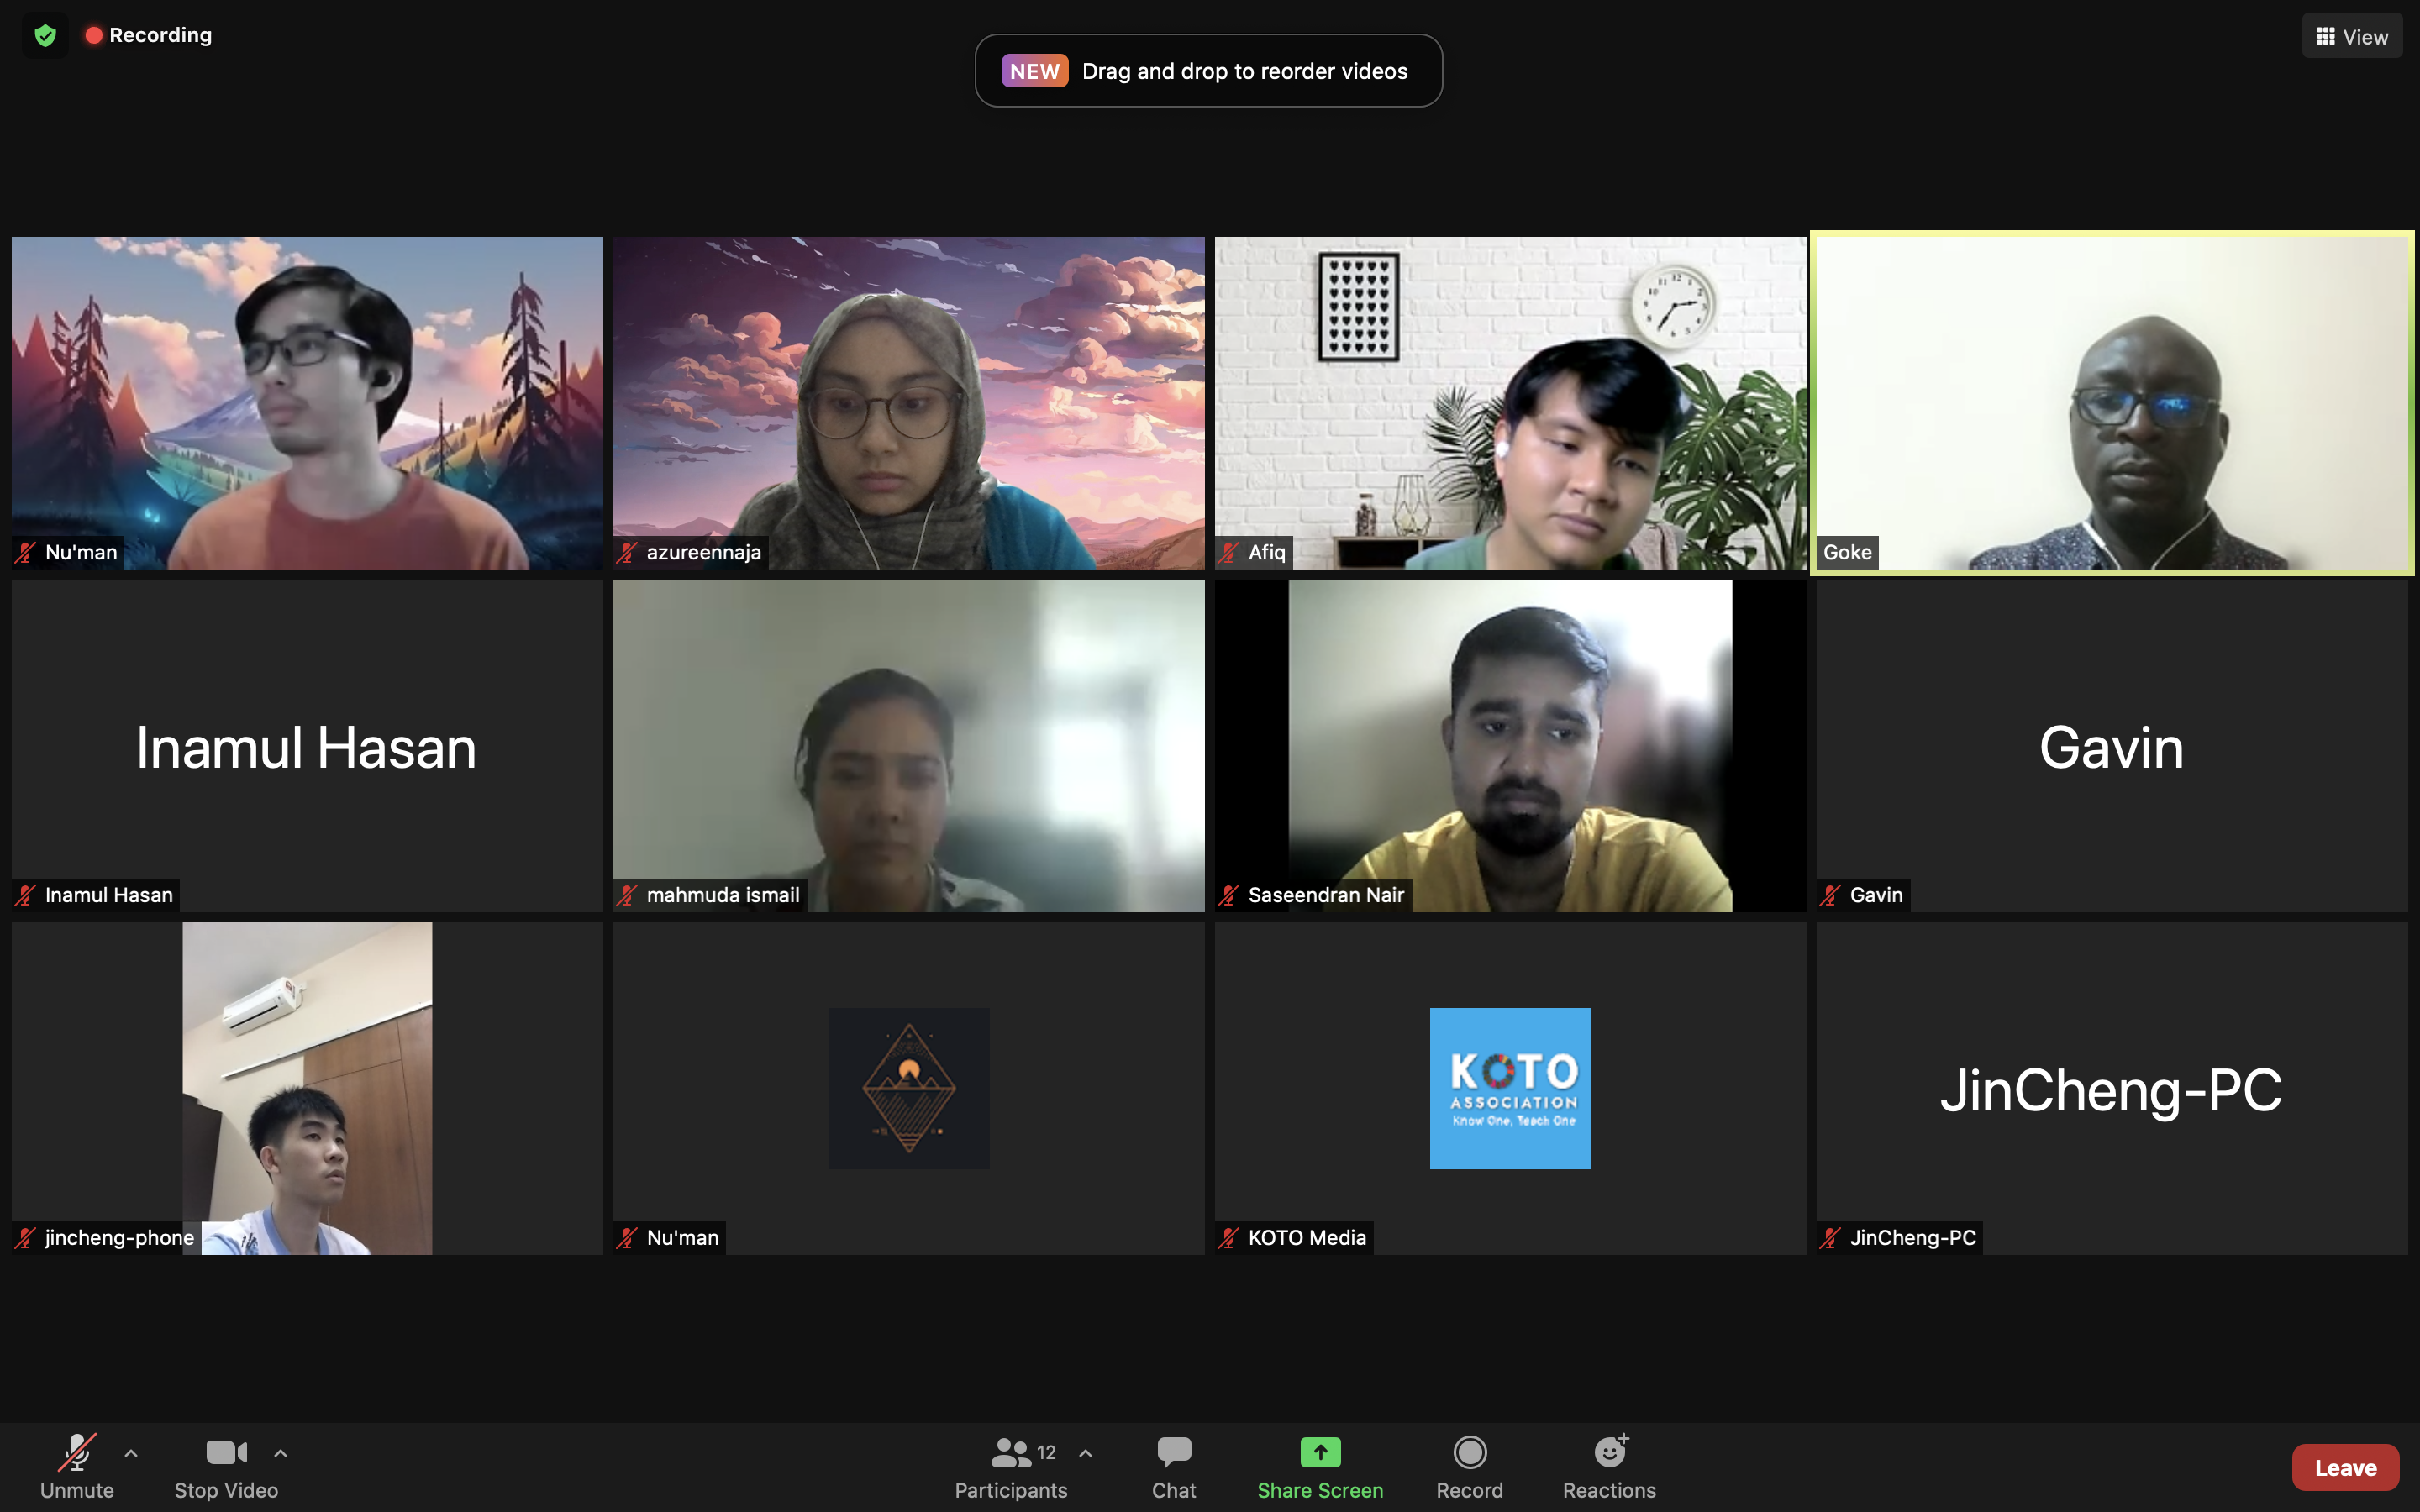 Recording
NEW Drag and drop to reorder videos
View
Nu'man
azureennaja
Afiq
Goke
Inamul Hasan
Inamul Hasan
mahmuda ismail
Saseendran Nair
Gavin
Gavin
jincheng-phone
Nu'man
KOTO
ASSOCIATION
Know One, Teach One
KOTO Media
JinCheng-PC
JinCheng-PC
Unmute
Stop Video
12
Participants
Chat
Share Screen
Record
Reactions
Leave